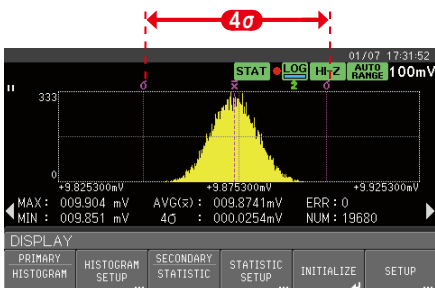 4σ
01/07 17:31:52
STAT LOG HI-Z AUTO RANGE 100mV
σ x 2 σ
333
0
+9.825300mV +9.875300mV +9.925300mV
MAX: 009.904 mV AVG(x̄): 009.8741mV ERR: 0
MIN: 009.851 mV 4σ : 000.0254mV NUM: 19680
DISPLAY
PRIMARY HISTOGRAM HISTOGRAM SETUP ... SECONDARY STATISTIC STATISTIC SETUP ... INITIALIZE SETUP ...